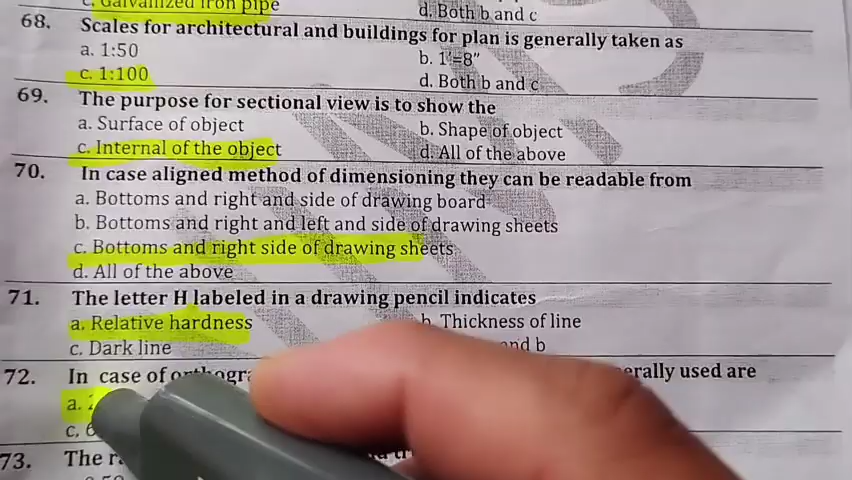 c. Galvanized iron pipe
d. Both b and c
68. Scales for architectural and buildings for plan is generally taken as
a. 1:50
b. 1'=8"
c. 1:100
d. Both b and c
69. The purpose for sectional view is to show the
a. Surface of object
b. Shape of object
c. Internal of the object
d. All of the above
70. In case aligned method of dimensioning they can be readable from
a. Bottoms and right and side of drawing board
b. Bottoms and right and left and side of drawing sheets
c. Bottoms and right side of drawing sheets
d. All of the above
71. The letter H labeled in a drawing pencil indicates
a. Relative hardness
b. Thickness of line
c. Dark line
and b
72. In case of are
a.
c.
73. The